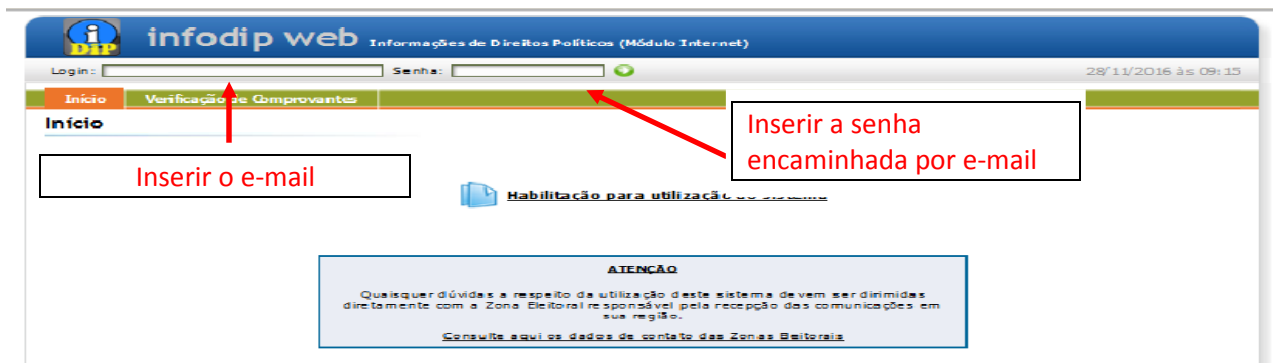 i DIP infodip web Informações de Direitos Políticos (Módulo Internet)
Login: Senha: 28/11/2016 às 09:15
Início Verificação de Comprovantes
Início
Inserir o e-mail
Inserir a senha
encaminhada por e-mail
Habilitação para utilização
ATENÇÃO
Quaisquer dúvidas a respeito da utilização deste sistema devem ser dirimidas
diretamente com a Zona Eleitoral responsável pela recepção das comunicações em
sua região.
Consulte aqui os dados de contato das Zonas Eleitorais